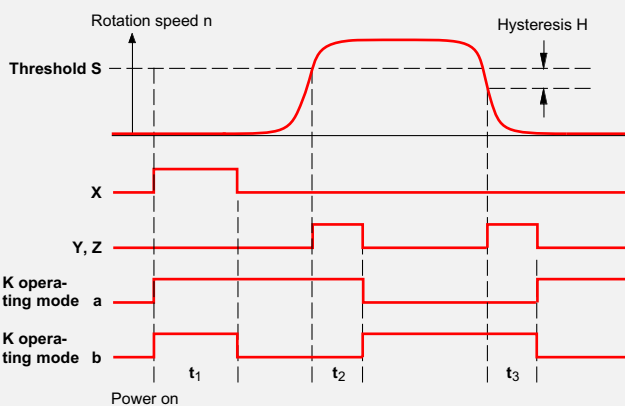 Rotation speed n
Hysteresis H
Threshold S
X
Y, Z
K opera-
ting mode a
K opera-
ting mode b
t1
t2
t3
Power on